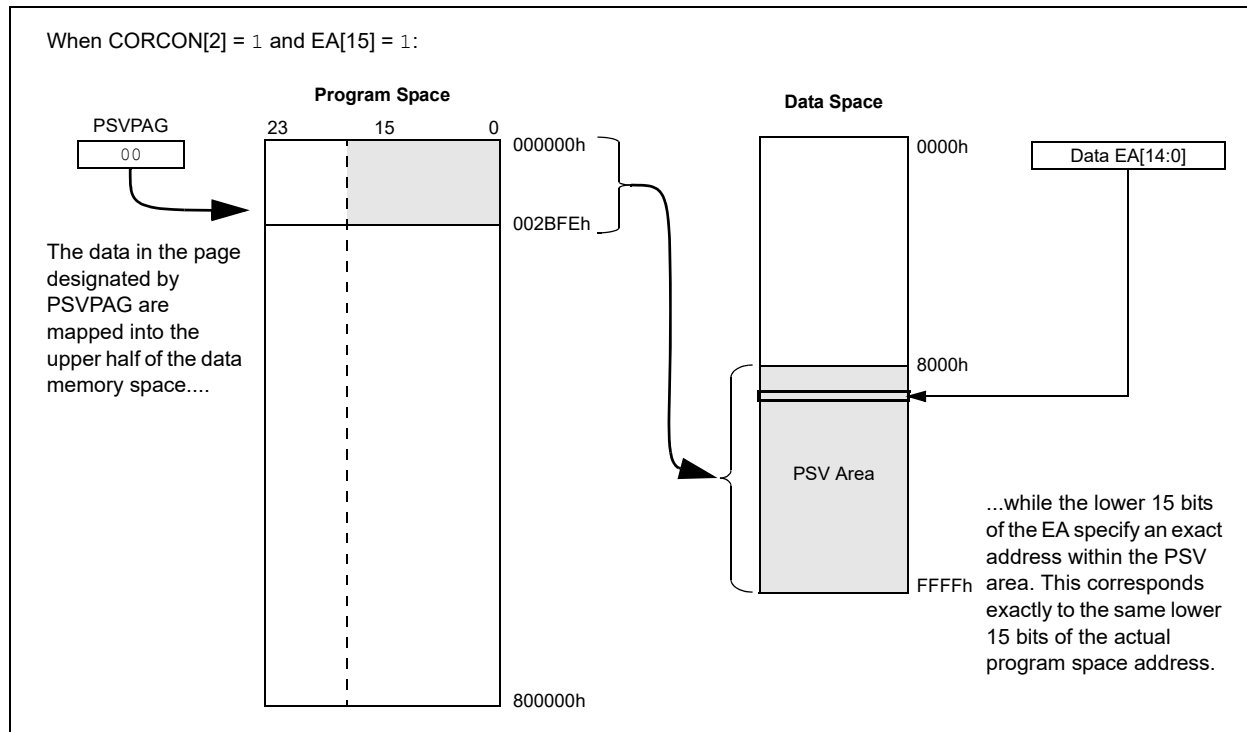 When CORCON[2] = 1 and EA[15] = 1:
Program Space
Data Space
PSVPAG
23 15 0
00
000000h
002BFEh
0000h
Data EA[14:0]
The data in the page
designated by
PSVPAG are
mapped into the
upper half of the data
memory space....
8000h
PSV Area
FFFFh
...while the lower 15 bits
of the EA specify an exact
address within the PSV
area. This corresponds
exactly to the same lower
15 bits of the actual
program space address.
800000h